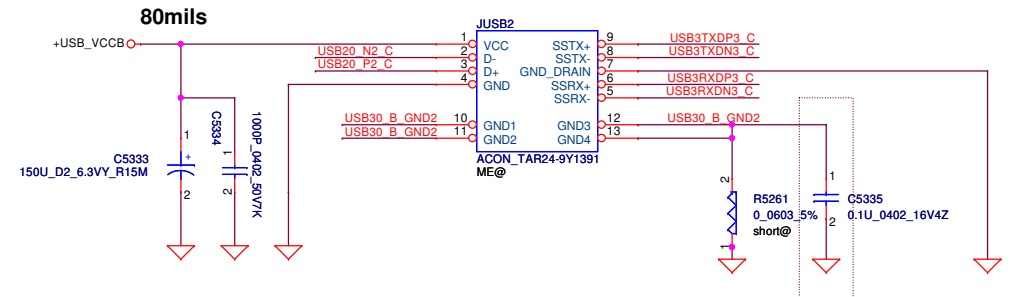 80mils
JUSB2
+USB_VCCB
1 VCC SSTX+ 9 USB3TXDP3_C
USB20_N2_C 2 D- SSTX- 8 USB3TXDN3_C
USB20_P2_C 3 D+ GND_DRAIN 7
4 GND SSRX+ 6 USB3RXDP3_C
SSRX- 5 USB3RXDN3_C
USB30_B_GND2 10 GND1 GND3 12 USB30_B_GND2
USB30_B_GND2 11 GND2 GND4 13
ACON_TAR24-9Y1391
ME@
1
C5333
150U_D2_6.3VY_R15M
+
2
C5334
1000P_0402_50V7K
1
2
2
R5261
0_0603_5%
short@
1
1
C5335
0.1U_0402_16V4Z
2